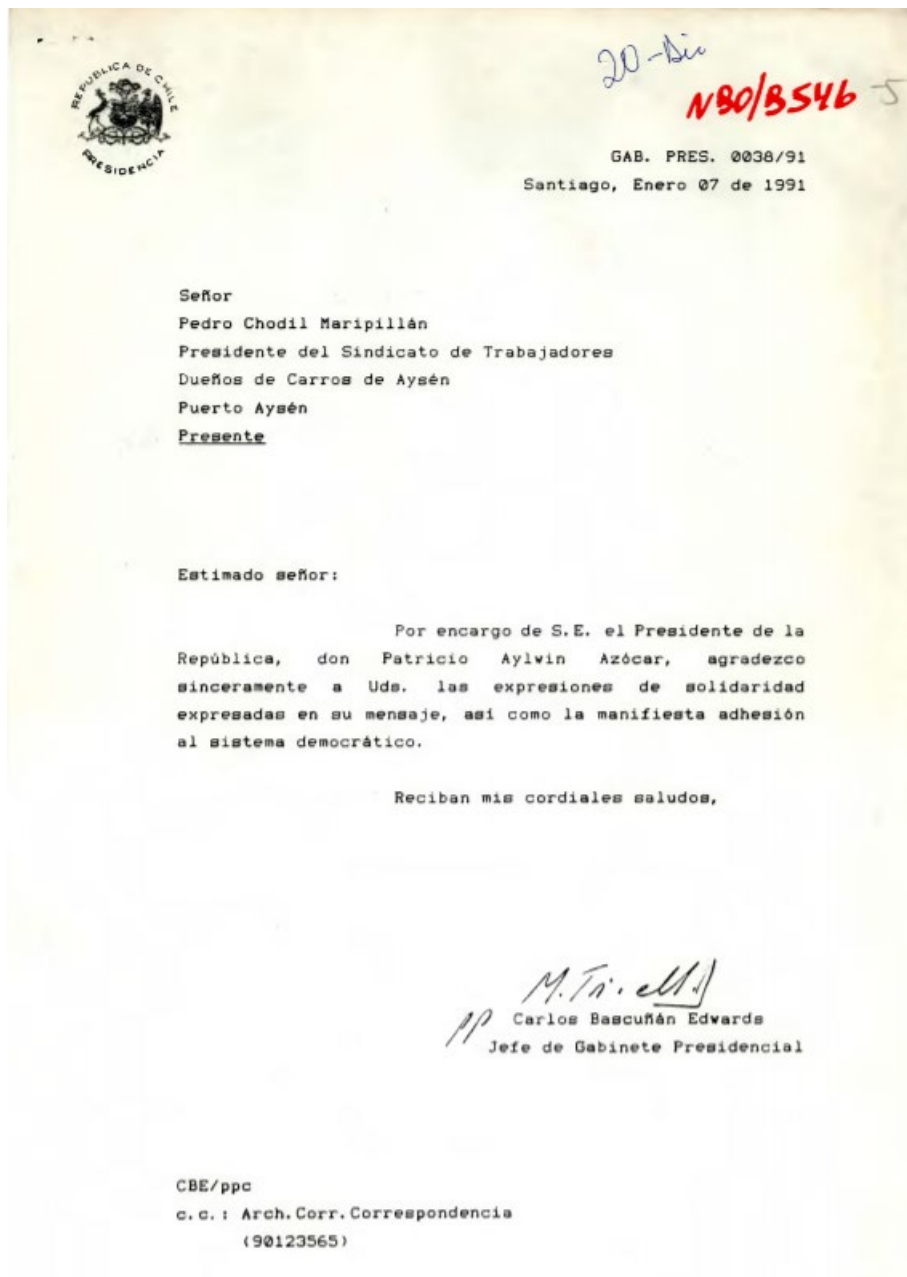 REPUBLICA DE CHILE
PRESIDENCIA
20-Dic
N90/B546
5
GAB. PRES. 0038/91
Santiago, Enero 07 de 1991
Señor
Pedro Chodil Maripillán
Presidente del Sindicato de Trabajadores
Dueños de Carros de Aysén
Puerto Aysén
Presente
Estimado señor:
Por encargo de S.E. el Presidente de la
República, don Patricio Aylwin Azócar, agradezco
sinceramente a Uds. las expresiones de solidaridad
expresadas en su mensaje, así como la manifiesta adhesión
al sistema democrático.
Reciban mis cordiales saludos,
pp Carlos Bascuñán Edwards
Jefe de Gabinete Presidencial
CBE/ppc
c.c.: Arch.Corr.Correspondencia
(90123565)